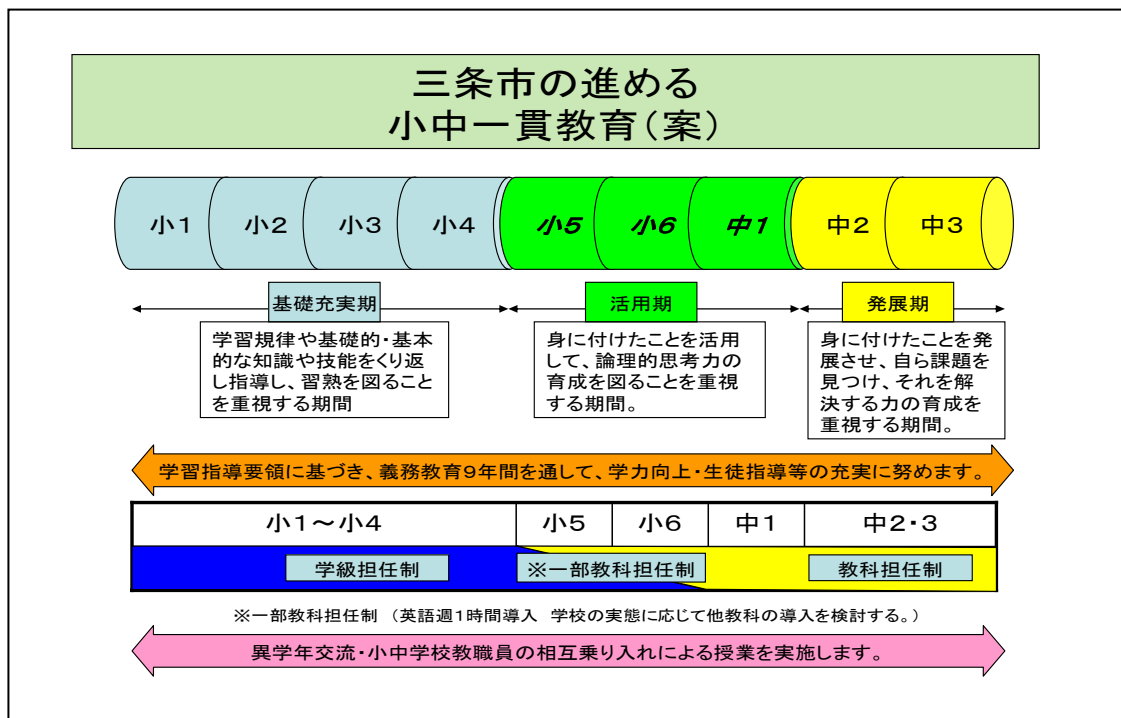 三条市の進める
小中一貫教育(案)
小1
小2
小3
小4
小5
小6
中1
中2
中3
基礎充実期
活用期
発展期
学習規律や基礎的・基本
的な知識や技能をくり返
し指導し、習熟を図ること
を重視する期間
身に付けたことを活用
して、論理的思考力の
育成を図ることを重視
する期間。
身に付けたことを発
展させ、自ら課題を
見つけ、それを解
決する力の育成を
重視する期間。
学習指導要領に基づき、義務教育9年間を通して、学力向上・生徒指導等の充実に努めます。
小1～小4
小5
小6
中1
中2・3
学級担任制
※一部教科担任制
教科担任制
※一部教科担任制 (英語週1時間導入 学校の実態に応じて他教科の導入を検討する。)
異学年交流・小中学校教職員の相互乗り入れによる授業を実施します。